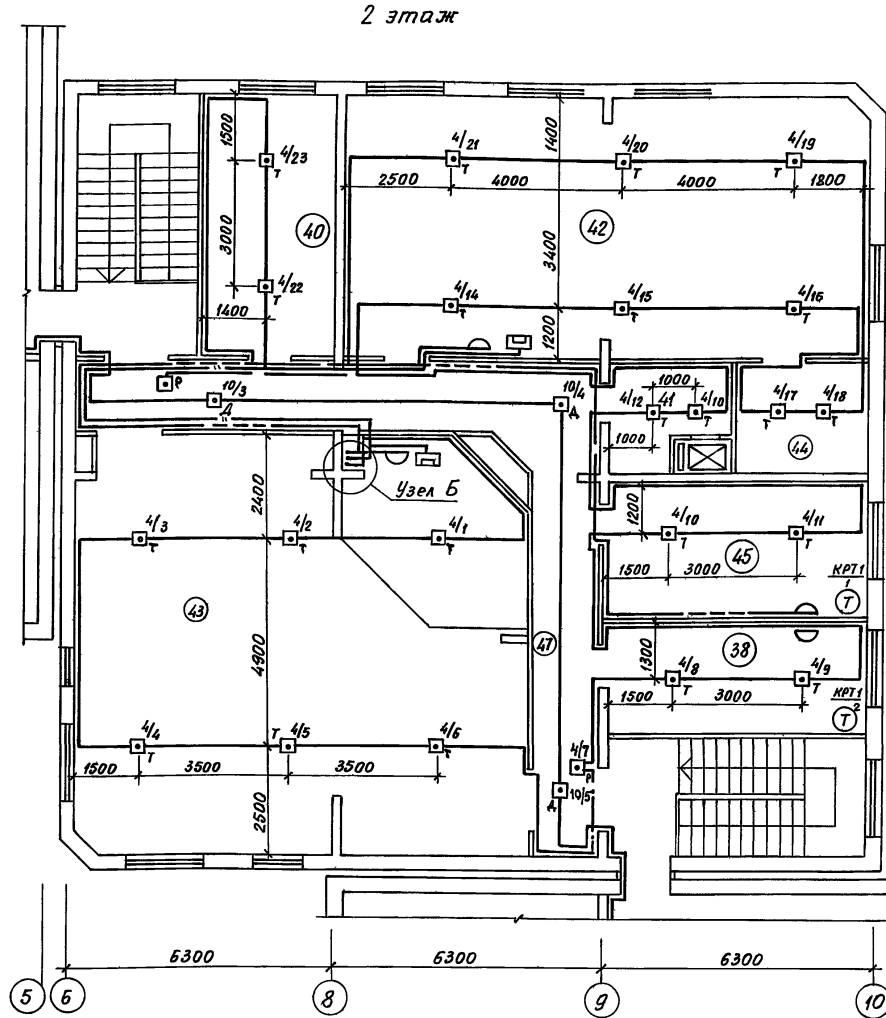 2 этаж
1500
4/23
Т
3000
4/22
Т
1400
40
4/21
Т
1400
4/20
Т
4/19
Т
2500
4000
4000
1800
42
3400
4/14
Т
4/15
Т
4/16
Т
1200
Р
10/3
Д
10/4
Д
1000
4/12
41
4/10
Т
Т
1000
4/17
Т
4/18
Т
44
Узел Б
2400
4/3
Т
4/2
Т
4/1
Т
1200
4/10
Т
4/11
Т
45
1500
3000
КРТ1
1
Т
43
47
4900
1300
38
4/8
Т
4/9
Т
1500
3000
КРТ1
2
Т
4/4
Т
Т
4/5
4/6
Т
1500
3500
3500
2500
4/7
Р
10/5
Д
6300
6300
6300
5
6
8
9
10